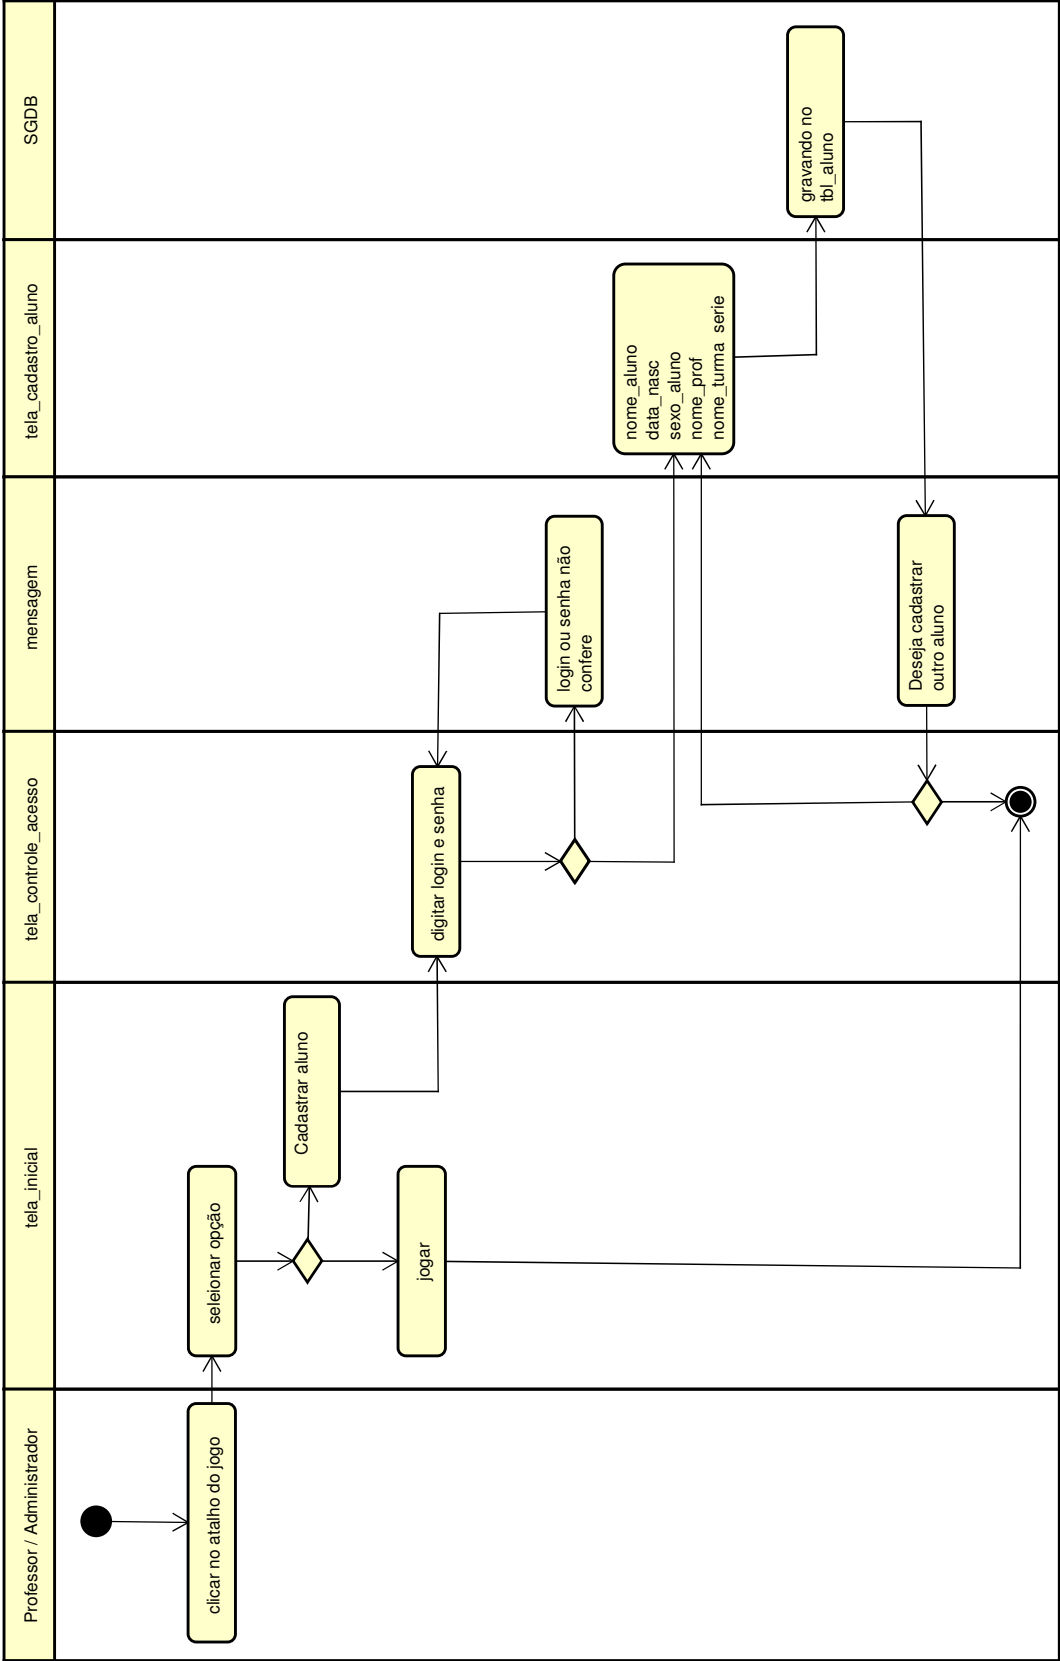 Professor / Administrador
tela_inicial
tela_controle_acesso
mensagem
tela_cadastro_aluno
SGDB
clicar no atalho do jogo
seleionar opção
Cadastrar aluno
jogar
digitar login e senha
login ou senha não
confere
nome_aluno
data_nasc
sexo_aluno
nome_prof
nome_turma serie
gravando no
tbl_aluno
Deseja cadastrar
outro aluno